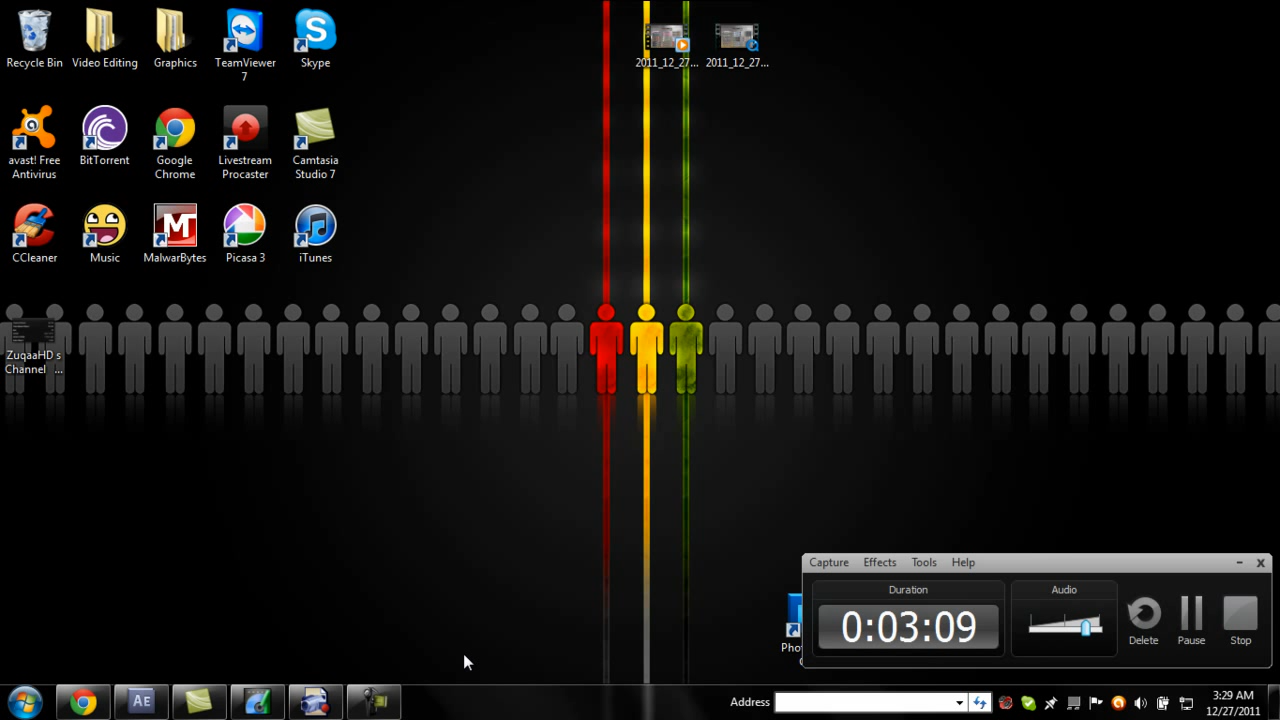 Recycle Bin
Video Editing
Graphics
TeamViewer
7
Skype
2011_12_27...
2011_12_27...
avast! Free
Antivirus
BitTorrent
Google
Chrome
Livestream
Procaster
Camtasia
Studio 7
CCleaner
Music
MalwarBytes
Picasa 3
iTunes
ZuqaaHD s
Channel ...
Capture Effects Tools Help
Duration
Audio
0:03:09
Delete
Pause
Stop
Pho
Ae
Address
3:29 AM
12/27/2011